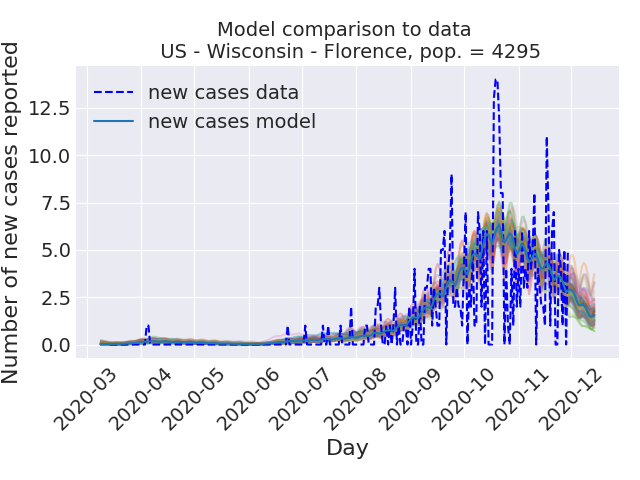 Model comparison to data
US - Wisconsin - Florence, pop. = 4295
Number of new cases reported
12.5
10.0
7.5
5.0
2.5
0.0
new cases data
new cases model
2020-03
2020-04
2020-05
2020-06
2020-07
2020-08
2020-09
2020-10
2020-11
2020-12
Day